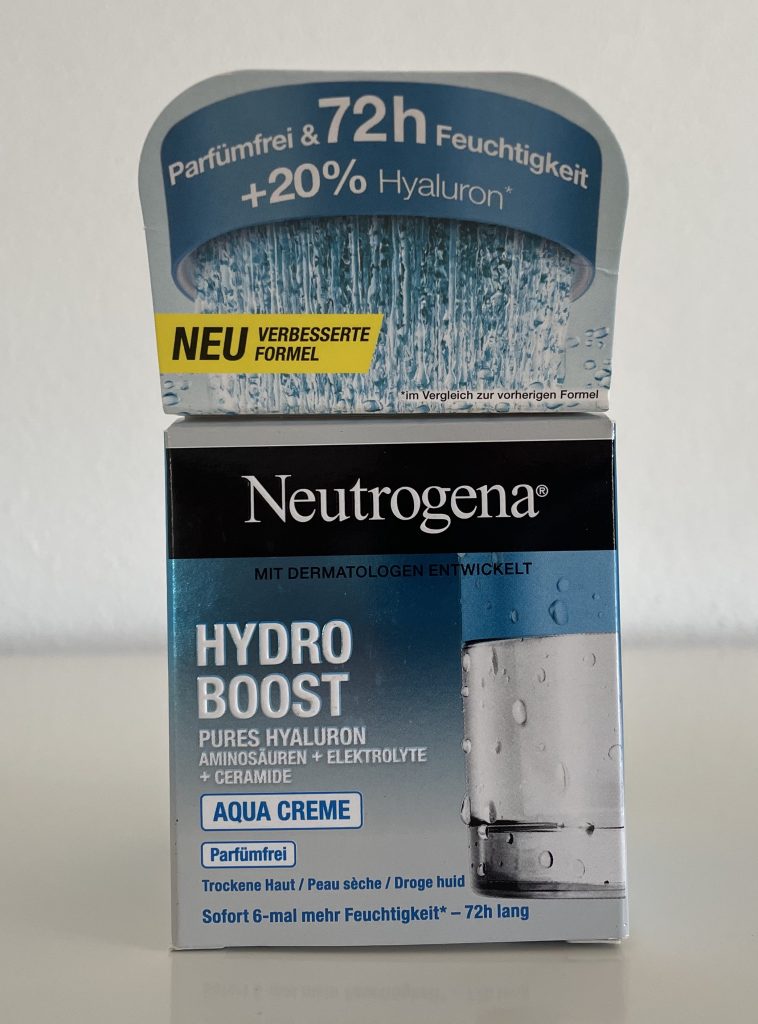 Parfümfrei & 72h Feuchtigkeit
+20% Hyaluron*
NEU VERBESSERTE
FORMEL
*im Vergleich zur vorherigen Formel
Neutrogena®
MIT DERMATOLOGEN ENTWICKELT
HYDRO
BOOST
PURES HYALURON
AMINOSÄUREN + ELEKTROLYTE
+ CERAMIDE
AQUA CREME
Parfümfrei
Trockene Haut / Peau sèche / Droge huid
Sofort 6-mal mehr Feuchtigkeit* – 72h lang